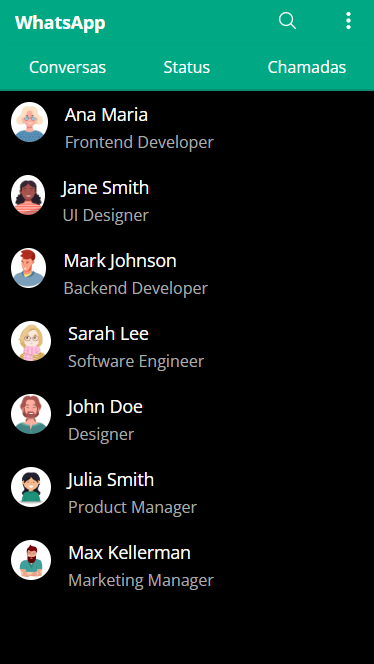 WhatsApp
Conversas Status Chamadas
Ana Maria
Frontend Developer
Jane Smith
UI Designer
Mark Johnson
Backend Developer
Sarah Lee
Software Engineer
John Doe
Designer
Julia Smith
Product Manager
Max Kellerman
Marketing Manager